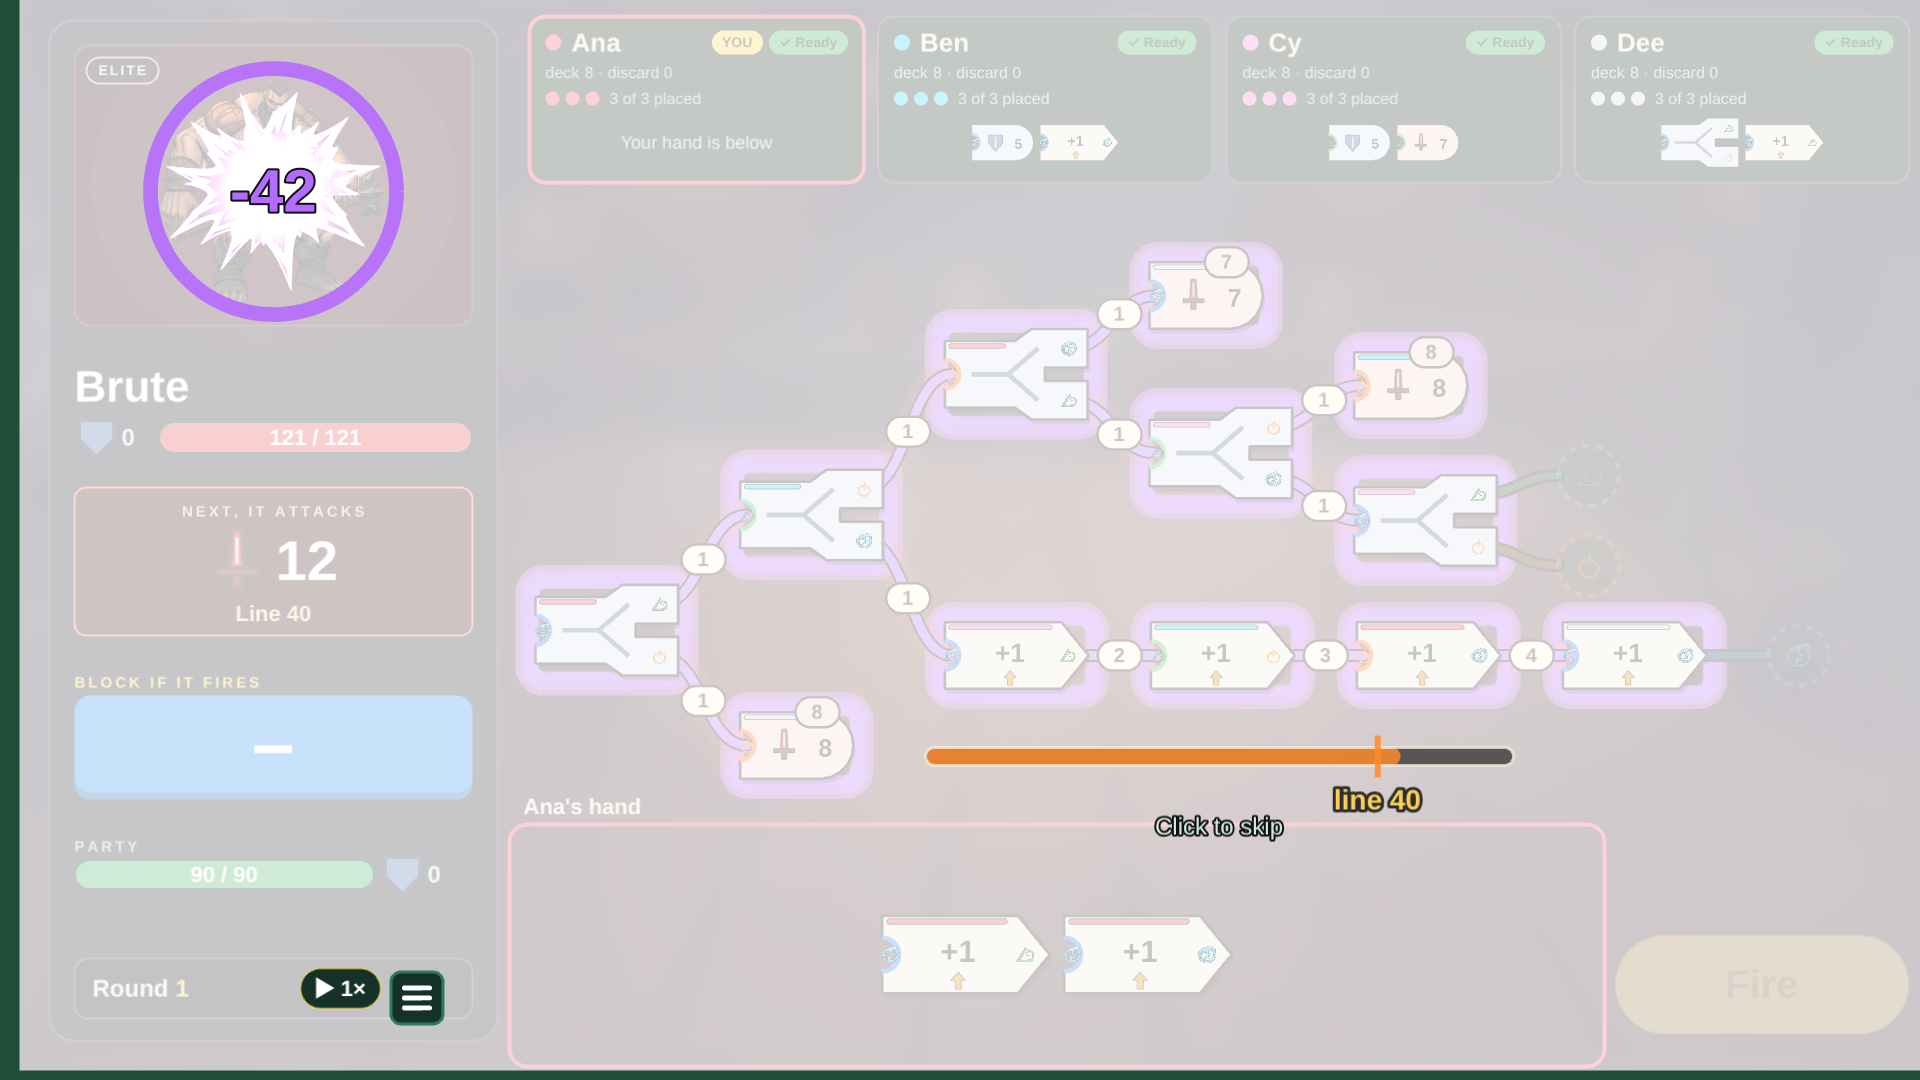 ELITE
-42
Brute
0
121 / 121
NEXT, IT ATTACKS
12
Line 40
BLOCK IF IT FIRES
–
PARTY
90 / 90
0
Round 1
1×
Ana
YOU
✓ Ready
deck 8 · discard 0
3 of 3 placed
Your hand is below
Ben
✓ Ready
deck 8 · discard 0
3 of 3 placed
5
+1
Cy
✓ Ready
deck 8 · discard 0
3 of 3 placed
5
7
Dee
✓ Ready
deck 8 · discard 0
3 of 3 placed
+1
7
7
1
8
8
1
1
1
1
1
1
+1
2
+1
3
+1
4
+1
1
8
8
line 40
Ana's hand
Click to skip
+1
+1
Fire